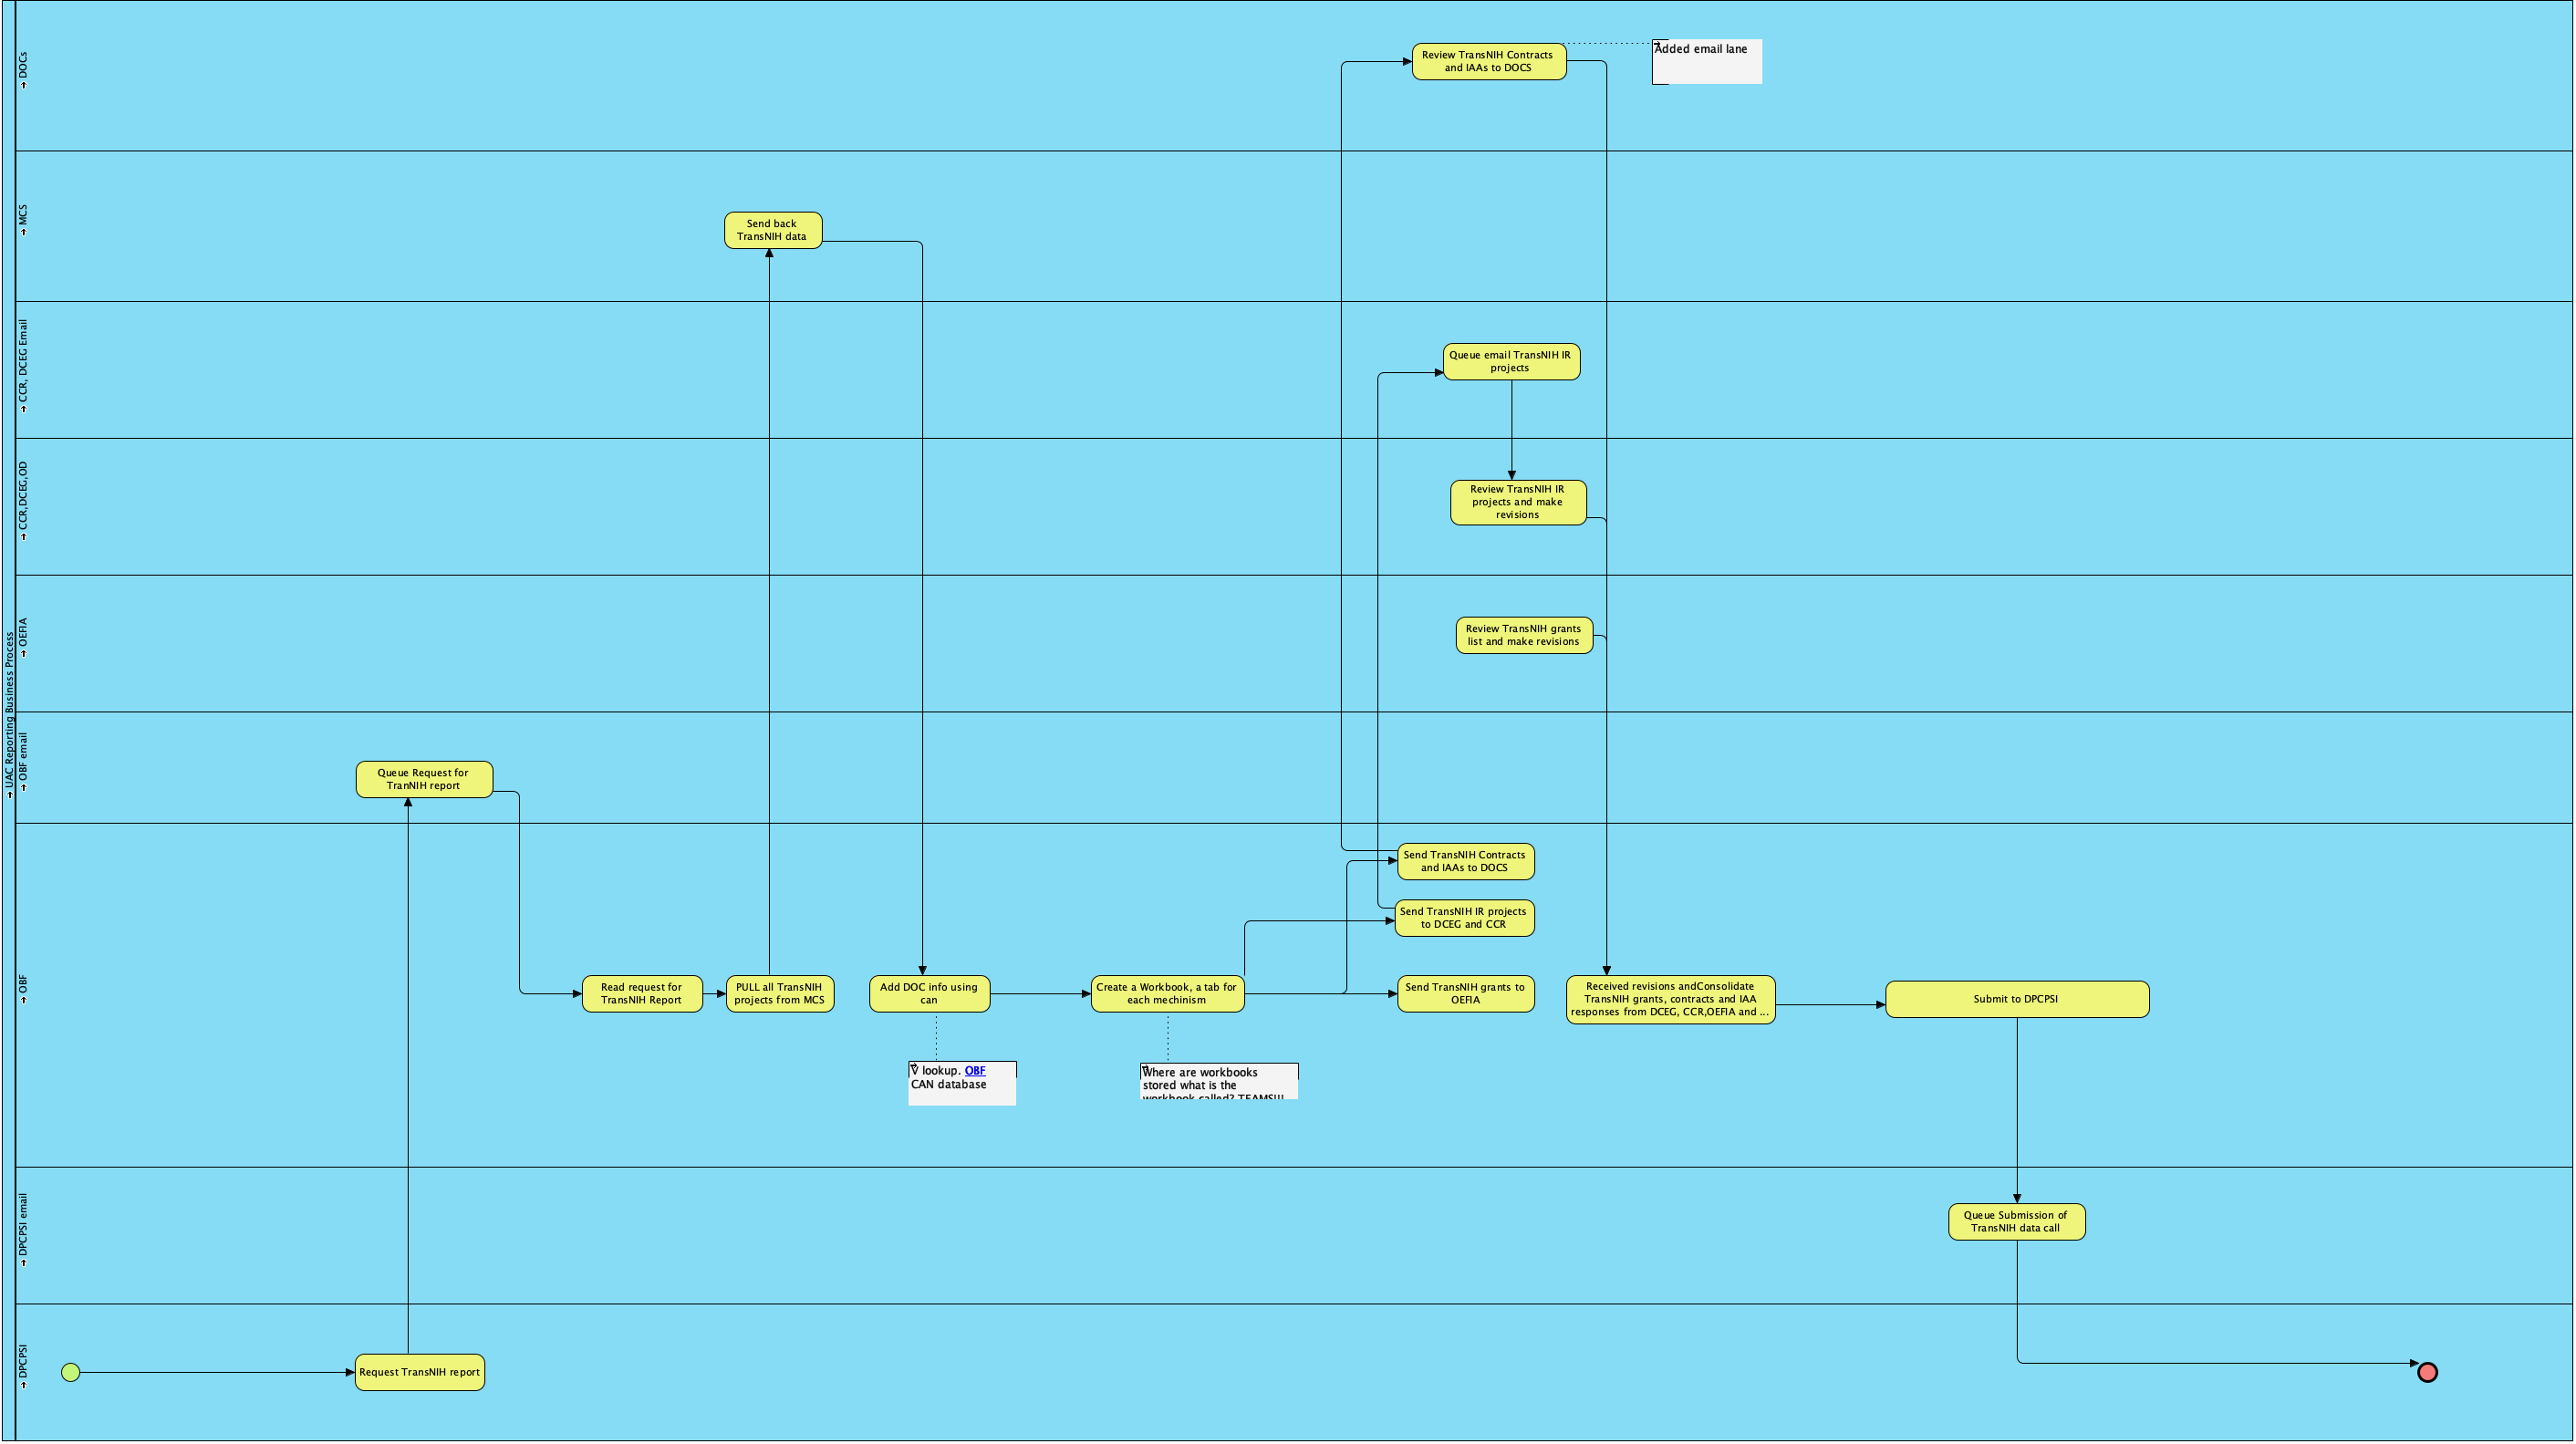 UAC Reporting Business Process
DOCs
Review TransNIH Contracts
and IAAs to DOCS
Added email lane
MCS
Send back
TransNIH data
CCR, DCEG Email
Queue email TransNIH IR
projects
CCR,DCEG,OD
Review TransNIH IR
projects and make
revisions
OEFIA
Review TransNIH grants
list and make revisions
OBF email
Queue Request for
TranNIH report
OBF
Send TransNIH Contracts
and IAAs to DOCS
Send TransNIH IR projects
to DCEG and CCR
Read request for
TransNIH Report
PULL all TransNIH
projects from MCS
Add DOC info using
can
Create a Workbook, a tab for
each mechinism
Send TransNIH grants to
OEFIA
Received revisions andConsolidate
TransNIH grants, contracts and IAA
responses from DCEG, CCR,OEFIA and ...
Submit to DPCPSI
V lookup. OBF
CAN database
Where are workbooks
stored what is the
workbook called? TEAMS!!!
DPCPSI email
Queue Submission of
TransNIH data call
DPCPSI
Request TransNIH report